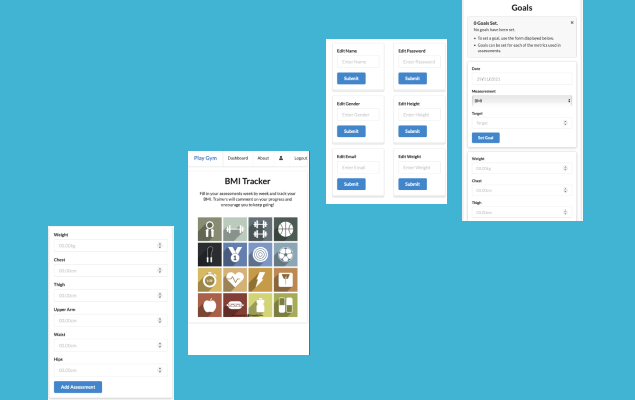 Weight
00.00kg
Chest
00.00cm
Thigh
00.00cm
Upper Arm
00.00cm
Waist
00.00cm
Hips
00.00cm
Add Assessment
Play Gym Dashboard About Logout
BMI Tracker
Fill in your assessments week by week and track your
BMI. Trainers will comment on your progress and
encourage you to keep going!
Edit Name
Enter Name
Submit
Edit Password
Enter Password
Submit
Edit Gender
Enter Gender
Submit
Edit Height
Enter Height
Submit
Edit Email
Enter Email
Submit
Edit Weight
Enter Weight
Submit
Goals
0 Goals Set.
No goals have been set.
To set a goal, use the form displayed below.
Goals can be set for each of the metrics used in
assessments.
Date
Measurement
BMI
Target
Target
Set Goal
Weight
00.00kg
Chest
00.00cm
Thigh
00.00cm